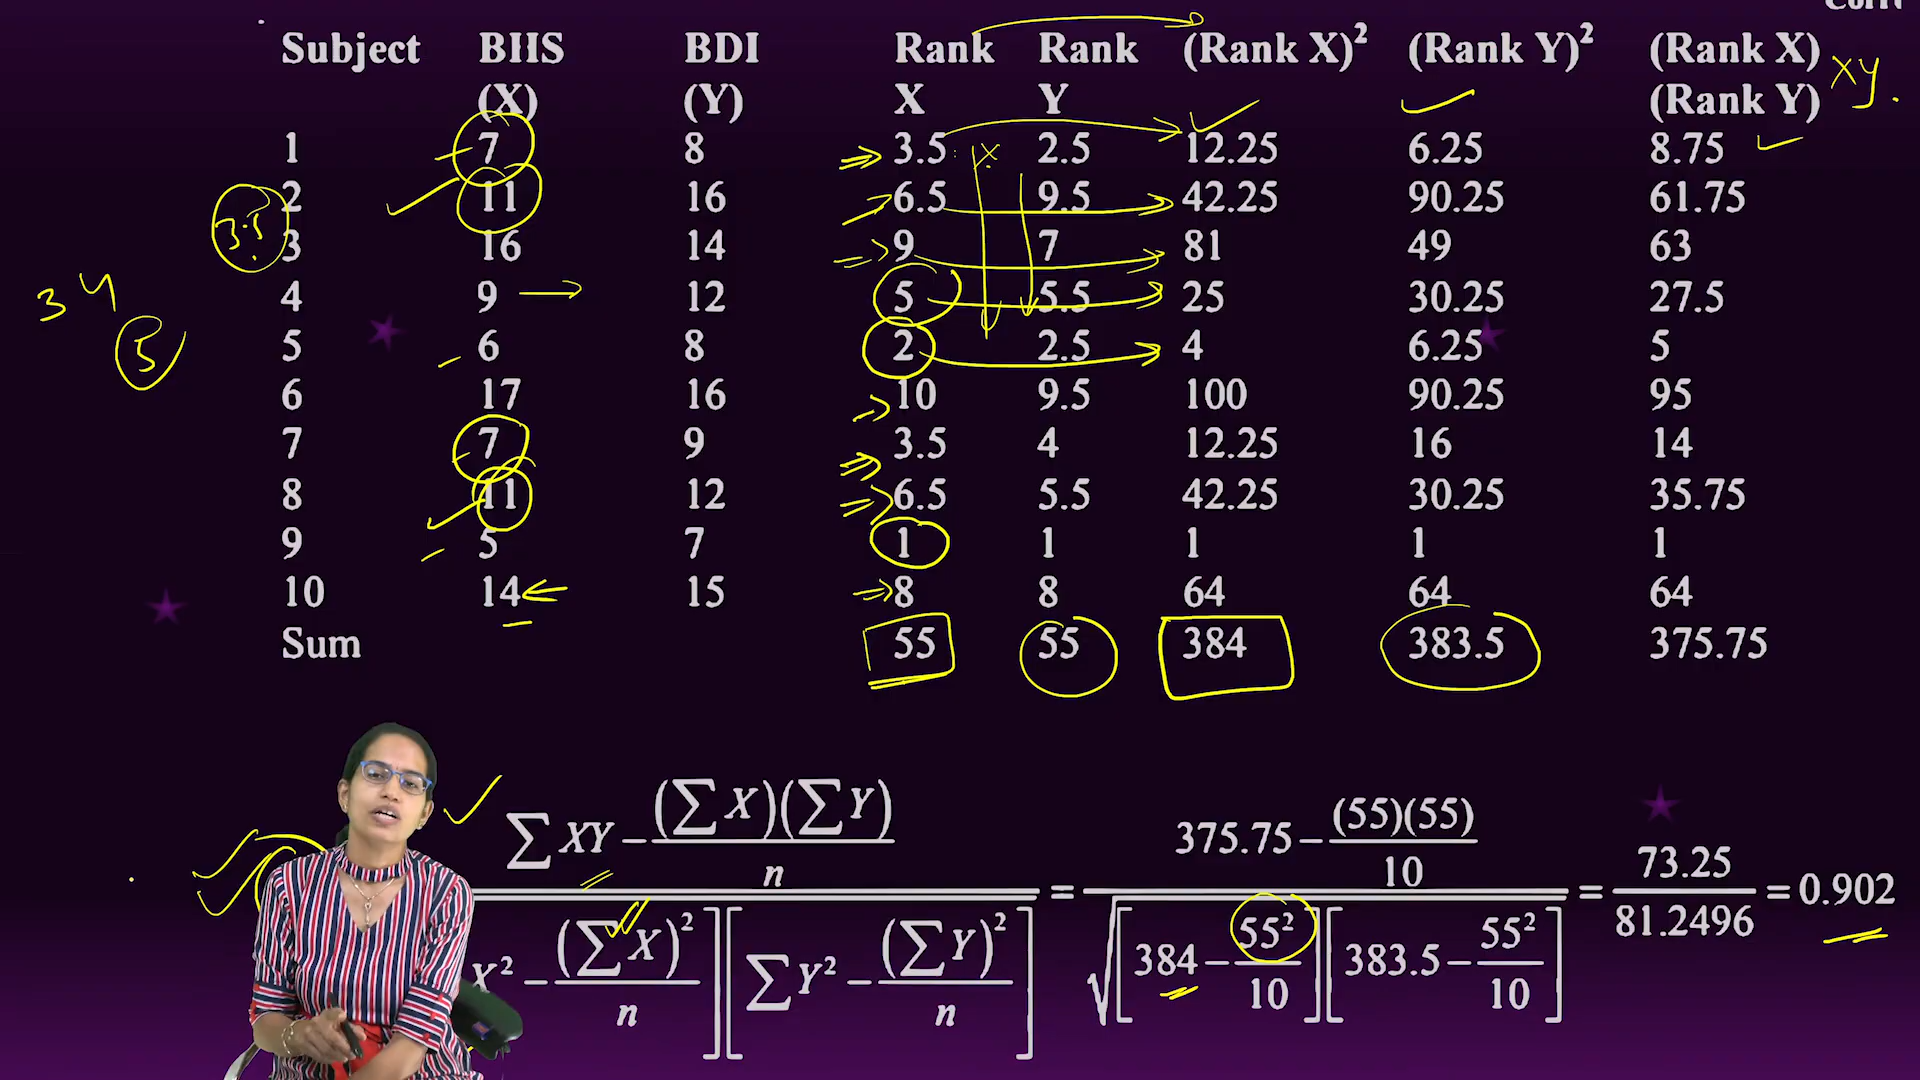 Subject BHS BDI Rank Rank (Rank X)² (Rank Y)² (Rank X) xy.
(X) (Y) X Y (Rank Y)
1 7 8 3.5 2.5 12.25 6.25 8.75
2 11 16 6.5 9.5 42.25 90.25 61.75
3.5
3 16 14 9 7 81 49 63
3 4 5
4 9 12 5 5.5 25 30.25 27.5
5 6 8 2 2.5 4 6.25 5
6 17 16 10 9.5 100 90.25 95
7 7 9 3.5 4 12.25 16 14
8 11 12 6.5 5.5 42.25 30.25 35.75
9 5 7 1 1 1 1 1
10 14 15 8 8 64 64 64
Sum 55 55 384 383.5 375.75
∑XY − (∑X)(∑Y) / n = 375.75 − (55)(55) / 10 = 73.25 / 81.2496 = 0.902
X² − (∑X)² / n ] [ ∑Y² − (∑Y)² / n ] √[ 384 − 55² / 10 ] [ 383.5 − 55² / 10 ]